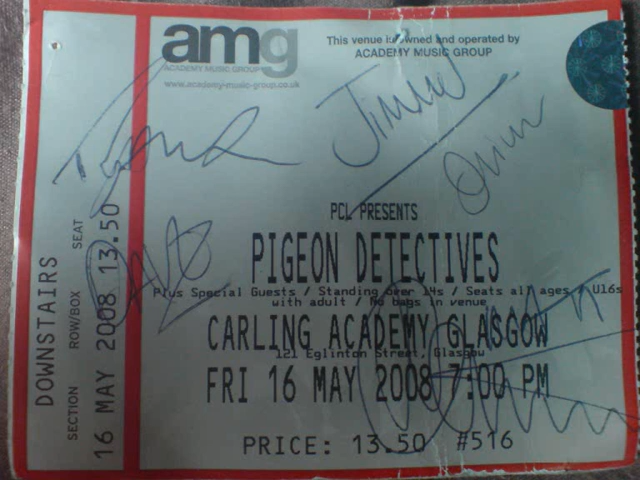 amg
ACADEMY MUSIC GROUP
www.academy-music-group.co.uk
This venue is owned and operated by
ACADEMY MUSIC GROUP
Jimmi
Dave
PCL PRESENTS
PIGEON DETECTIVES
Plus Special Guests / Standing over 14s / Seats all ages / U16s
with adult / No bags in venue
CARLING ACADEMY GLASGOW
121 Eglinton Street, Glasgow
FRI 16 MAY 2008 7:00 PM
PRICE: 13.50 #516
DOWNSTAIRS
SECTION ROW/BOX SEAT
16 MAY 2008 13.50